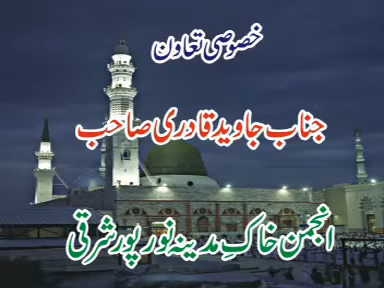 خصوصی تعاون
جناب جاوید قادری صاحب
انجمن خاکِ مدینہ نور پور شرقی